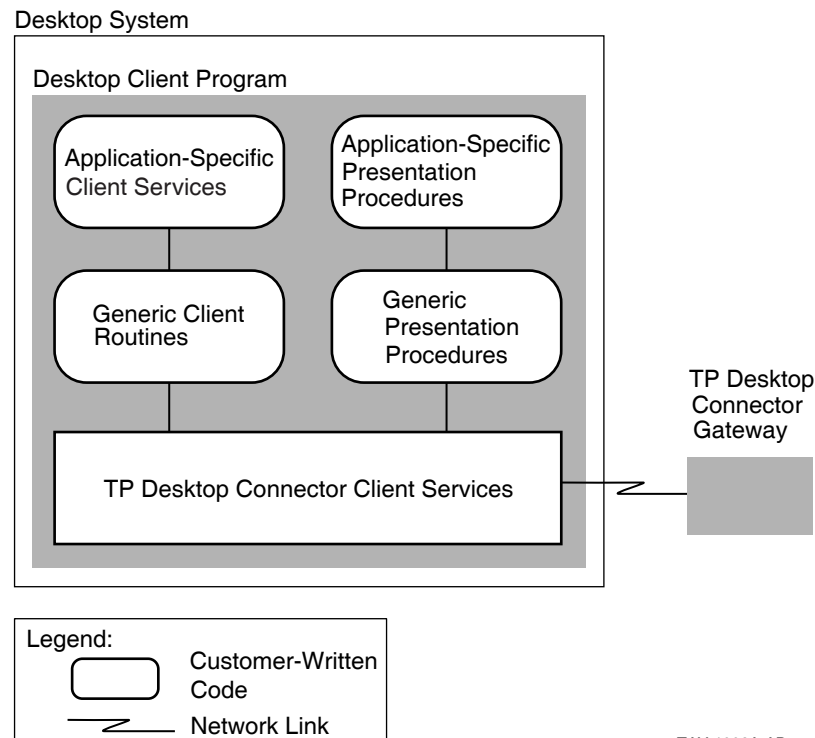 Desktop System
Desktop Client Program
Application-Specific
Client Services
Application-Specific
Presentation
Procedures
Generic Client
Routines
Generic
Presentation
Procedures
TP Desktop Connector Client Services
TP Desktop
Connector
Gateway
Legend:
Customer-Written
Code
Network Link